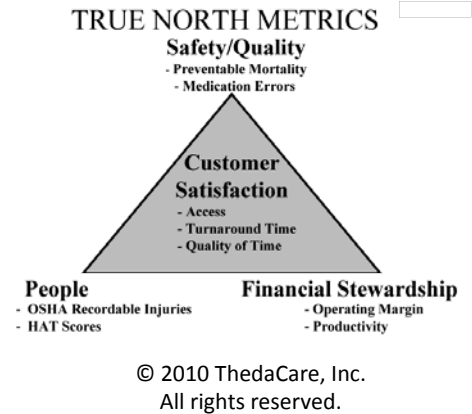 TRUE NORTH METRICS
Safety/Quality
- Preventable Mortality
- Medication Errors
Customer
Satisfaction
- Access
- Turnaround Time
- Quality of Time
People
- OSHA Recordable Injuries
- HAT Scores
Financial Stewardship
- Operating Margin
- Productivity
© 2010 ThedaCare, Inc.
All rights reserved.